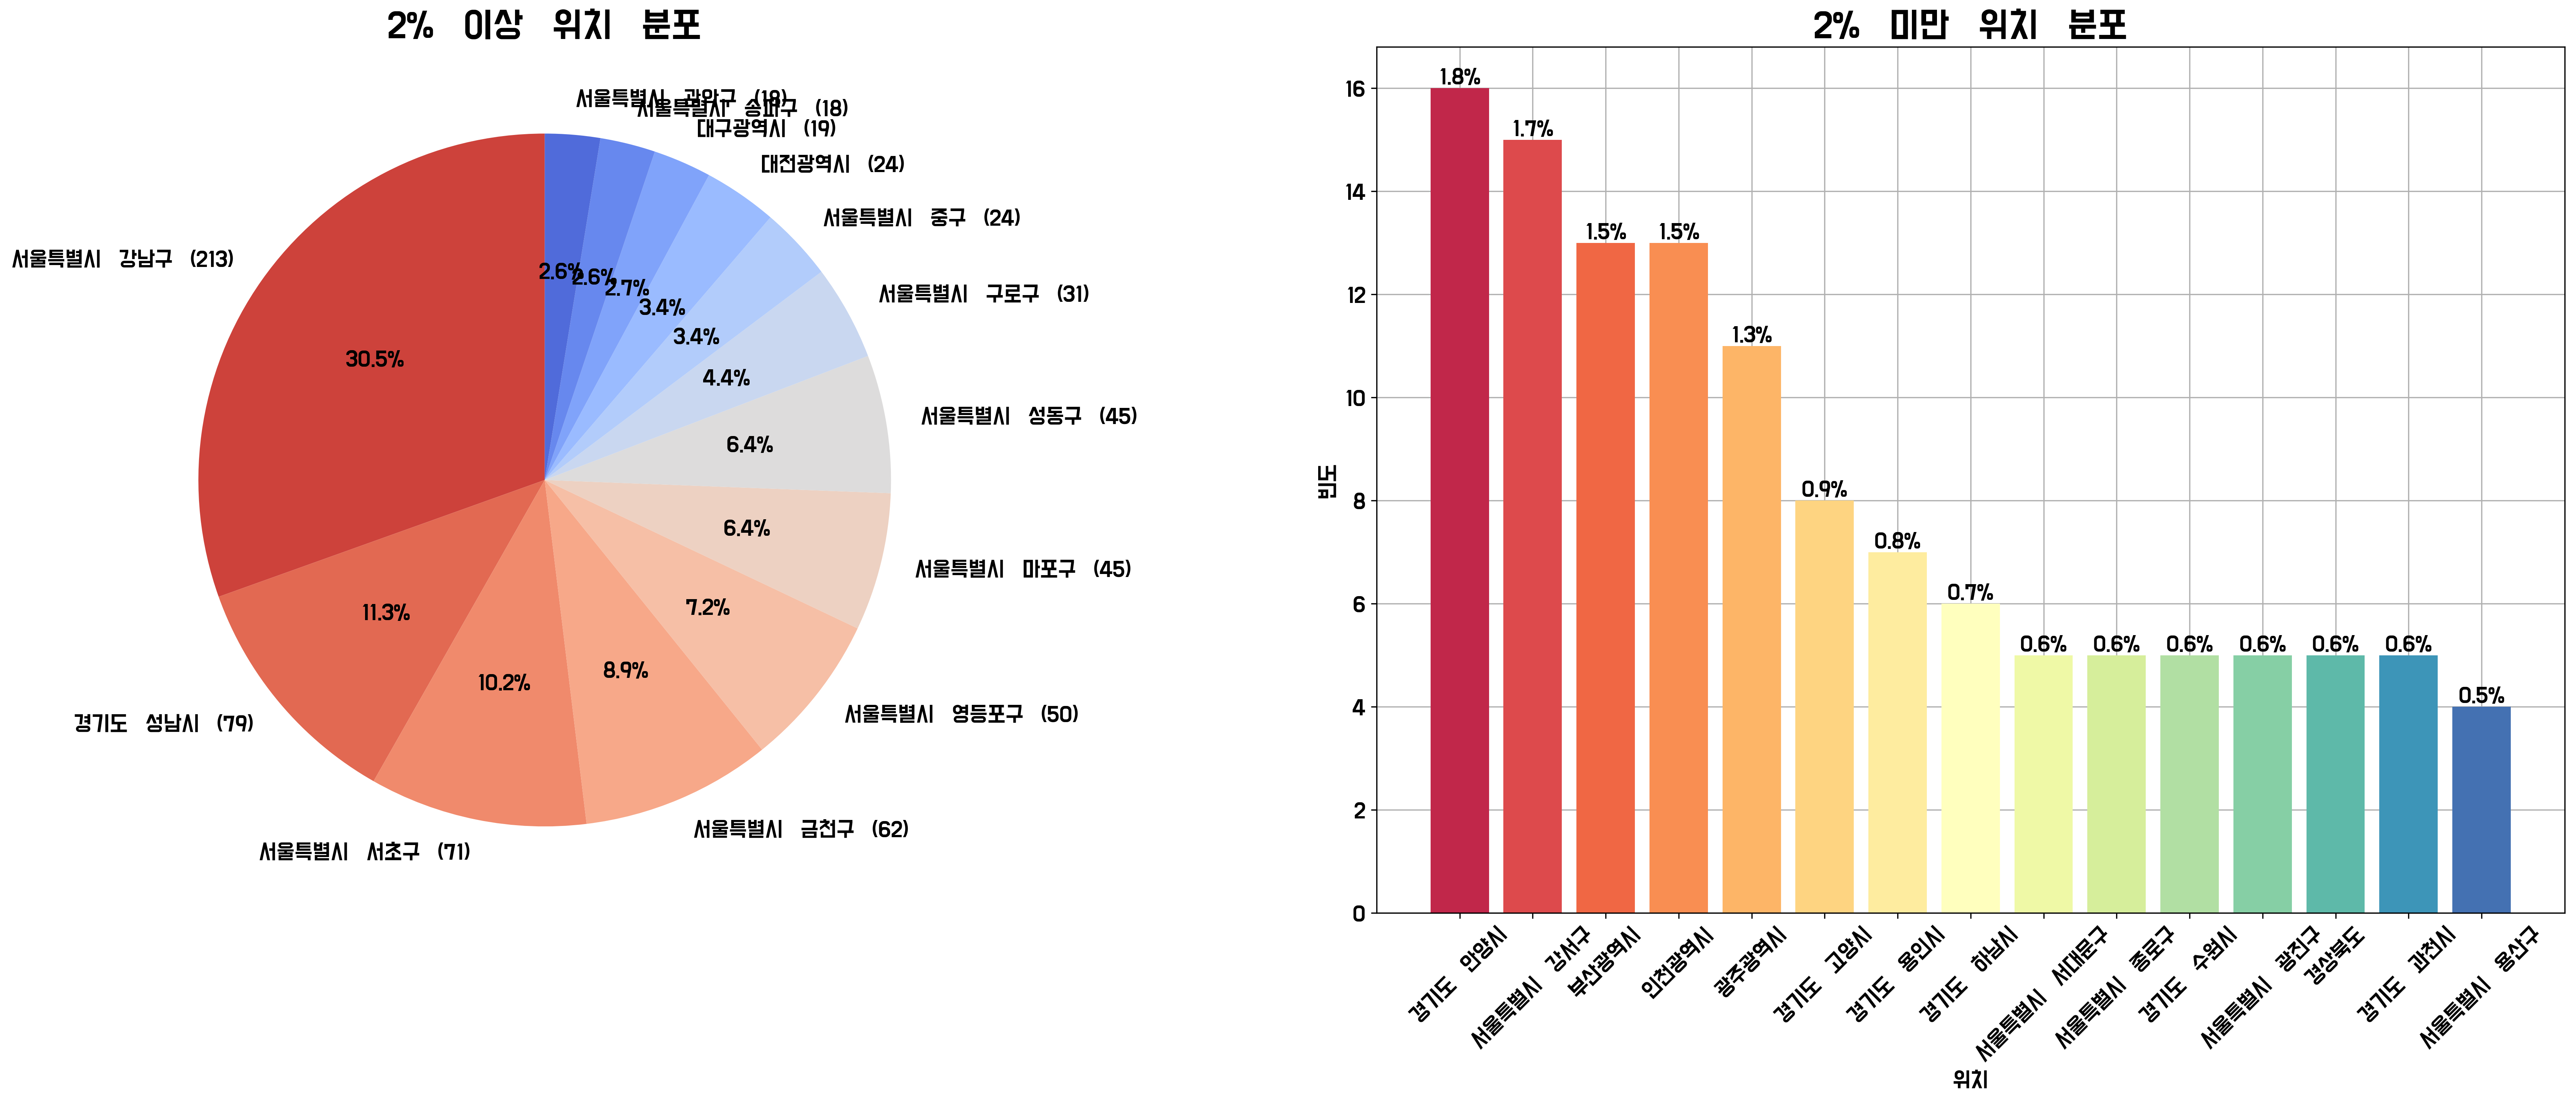 2% 이상 위치 분포
서울특별시 관악구 (18)
서울특별시 송파구 (18)
대구광역시 (19)
대전광역시 (24)
서울특별시 중구 (24)
서울특별시 강남구 (213)
서울특별시 구로구 (31)
서울특별시 성동구 (45)
서울특별시 마포구 (45)
서울특별시 영등포구 (50)
경기도 성남시 (79)
서울특별시 금천구 (62)
서울특별시 서초구 (71)
2.6%
2.6%
2.7%
3.4%
3.4%
4.4%
6.4%
6.4%
7.2%
8.9%
10.2%
11.3%
30.5%
2% 미만 위치 분포
빈도
16
14
12
10
8
6
4
2
0
1.8%
1.7%
1.5%
1.5%
1.3%
0.9%
0.8%
0.7%
0.6%
0.6%
0.6%
0.6%
0.6%
0.6%
0.5%
경기도 안양시
서울특별시 강서구
부산광역시
인천광역시
광주광역시
경기도 고양시
경기도 용인시
경기도 하남시
서울특별시 서대문구
서울특별시 종로구
경기도 수원시
서울특별시 광진구
경상북도
경기도 과천시
서울특별시 용산구
위치